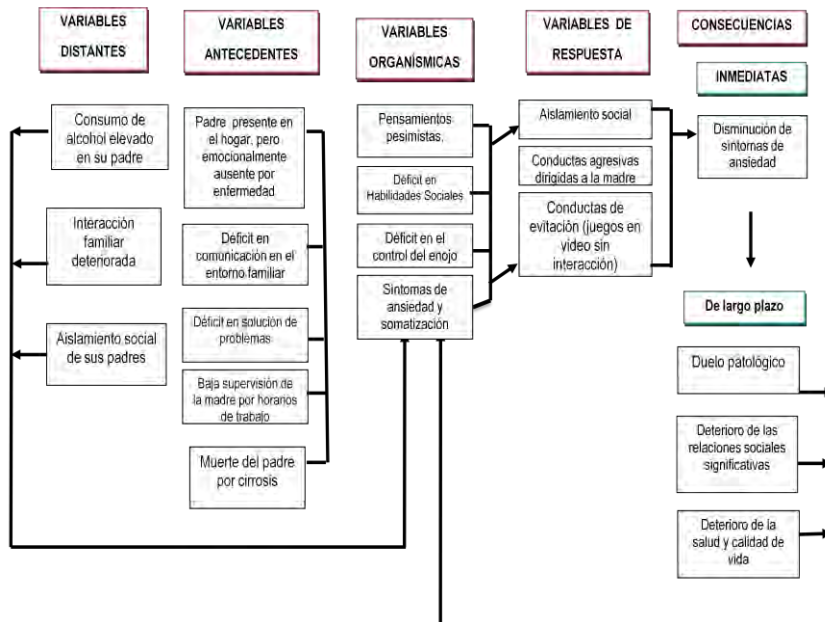 VARIABLES
DISTANTES
Consumo de
alcohol elevado
en su padre
Interacción
familiar
deteriorada
Aislamiento social
de sus padres
VARIABLES
ANTECEDENTES
Padre presente en
el hogar, pero
emocionalmente
ausente por
enfermedad
Déficit en
comunicación en el
entorno familiar
Déficit en solución de
problemas
Baja supervisión de
la madre por horarios
de trabajo
Muerte del padre
por cirrosis
VARIABLES
ORGANÍSMICAS
Pensamientos
pesimistas.
Déficit en
Habilidades Sociales
Déficit en el
control del enojo
Síntomas de
ansiedad y
somatización
VARIABLES DE
RESPUESTA
Aislamiento social
Conductas agresivas
dirigidas a la madre
Conductas de
evitación (juegos en
video sin
interacción)
CONSECUENCIAS
INMEDIATAS
Disminución de
síntomas de
ansiedad
De largo plazo
Duelo patológico
Deterioro de las
relaciones sociales
significativas
Deterioro de la
salud y calidad de
vida